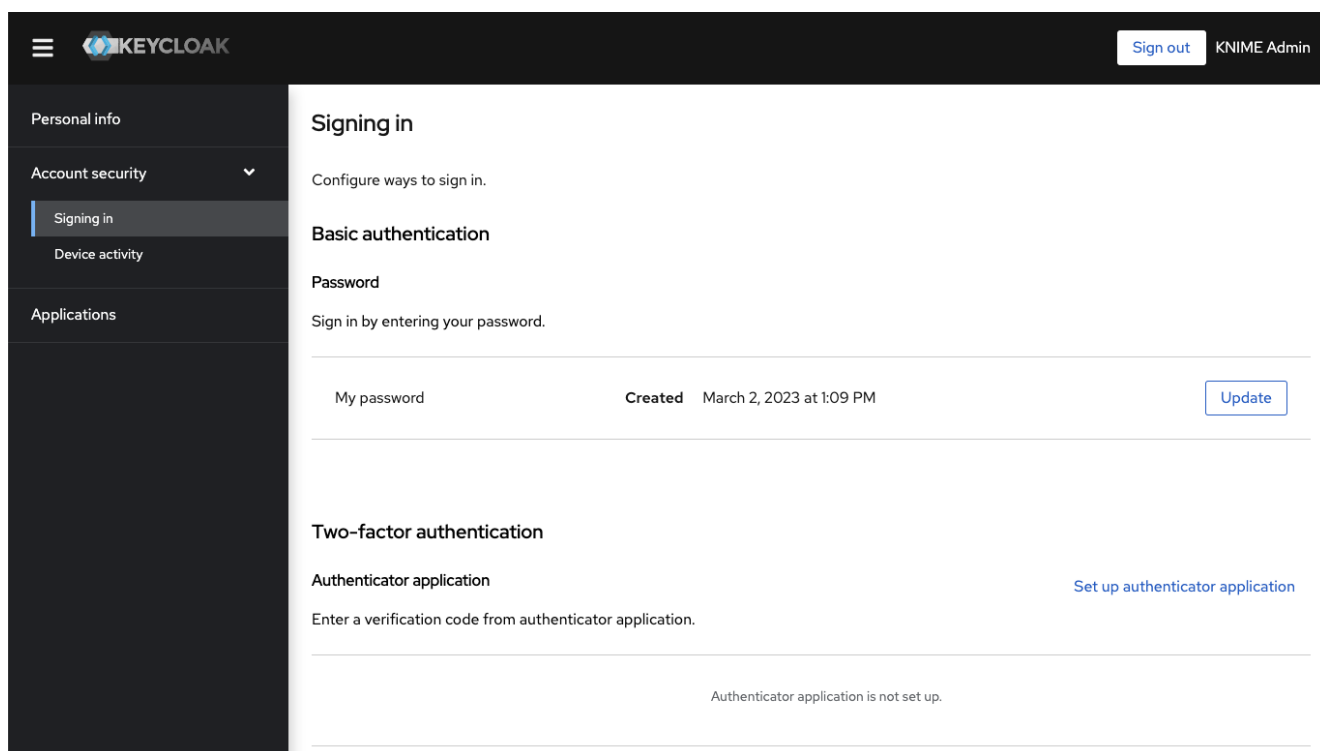 KEYCLOAK
Sign out
KNIME Admin
Personal info
Account security
Signing in
Device activity
Applications
Signing in
Configure ways to sign in.
Basic authentication
Password
Sign in by entering your password.
My password Created March 2, 2023 at 1:09 PM Update
Two-factor authentication
Authenticator application
Set up authenticator application
Enter a verification code from authenticator application.
Authenticator application is not set up.